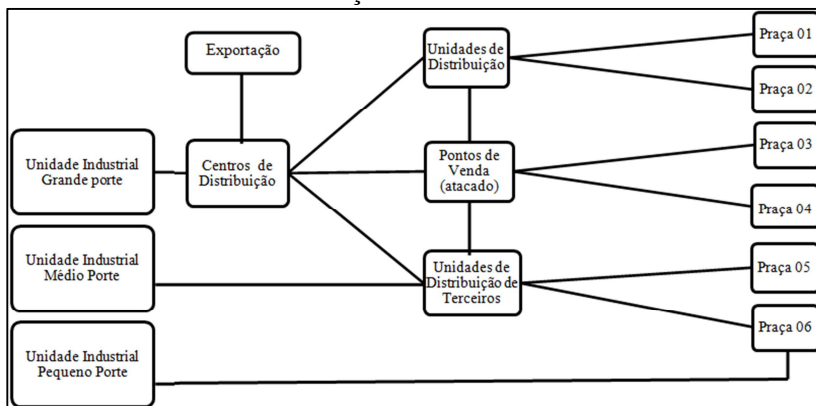 Exportação
Unidades de
Distribuição
Praça 01
Praça 02
Unidade Industrial
Grande porte
Centros de
Distribuição
Pontos de
Venda
(atacado)
Praça 03
Praça 04
Unidade Industrial
Médio Porte
Unidades de
Distribuição de
Terceiros
Praça 05
Praça 06
Unidade Industrial
Pequeno Porte